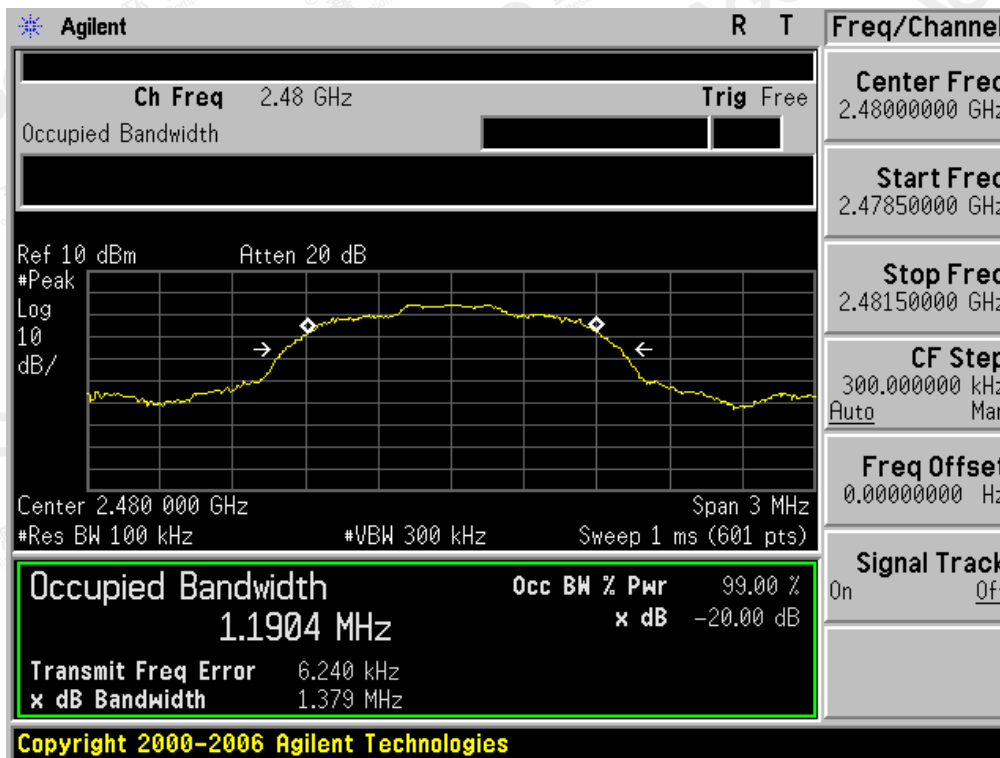 Agilent R T Freq/Channel
Ch Freq 2.48 GHz Trig Free
Occupied Bandwidth
Center Freq
2.48000000 GHz
Start Freq
2.47850000 GHz
Stop Freq
2.48150000 GHz
CF Step
300.000000 kHz
Auto Man
Freq Offset
0.00000000 Hz
Signal Track
On Off
Ref 10 dBm Atten 20 dB
#Peak
Log
10
dB/
Center 2.480 000 GHz Span 3 MHz
#Res BW 100 kHz #VBW 300 kHz Sweep 1 ms (601 pts)
Occupied Bandwidth Occ BW % Pwr 99.00 %
1.1904 MHz x dB -20.00 dB
Transmit Freq Error 6.240 kHz
x dB Bandwidth 1.379 MHz
Copyright 2000-2006 Agilent Technologies